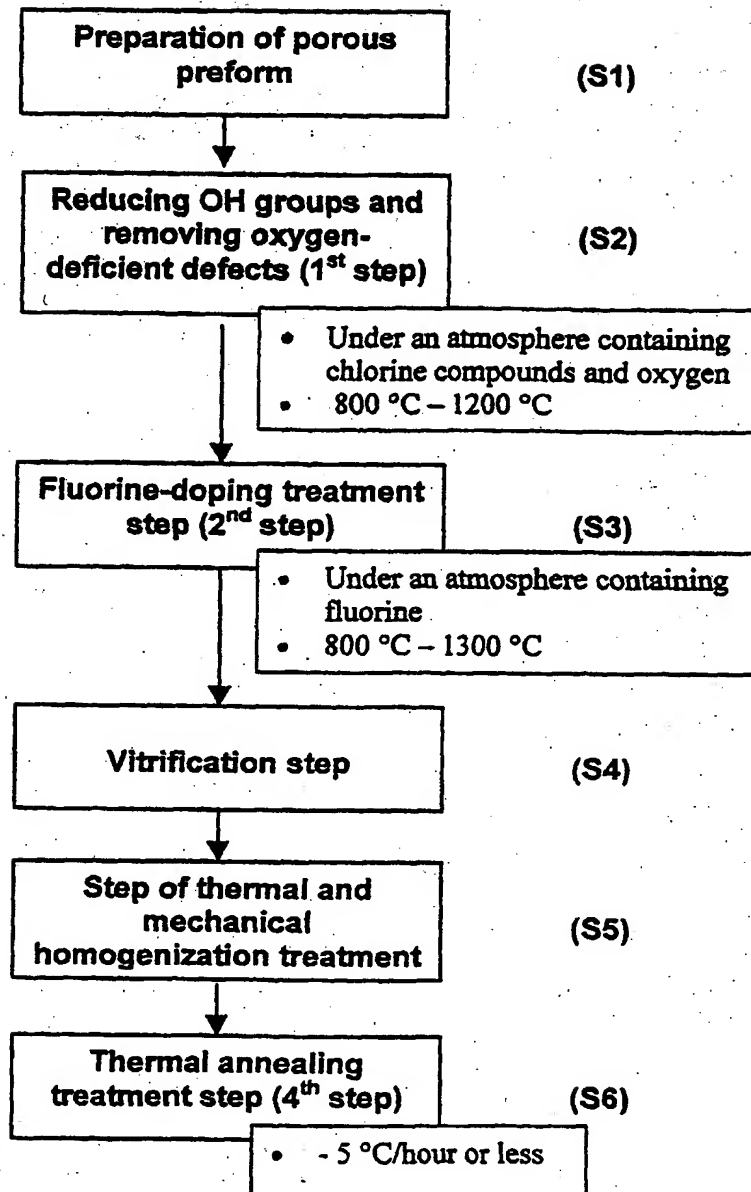 Preparation of porous
preform
(S1)
Reducing OH groups and
removing oxygen-
deficient defects (1st step)
(S2)
• Under an atmosphere containing
chlorine compounds and oxygen
• 800 °C – 1200 °C
Fluorine-doping treatment
step (2nd step)
(S3)
• Under an atmosphere containing
fluorine
• 800 °C – 1300 °C
Vitrification step
(S4)
Step of thermal and
mechanical
homogenization treatment
(S5)
Thermal annealing
treatment step (4th step)
(S6)
• - 5 °C/hour or less